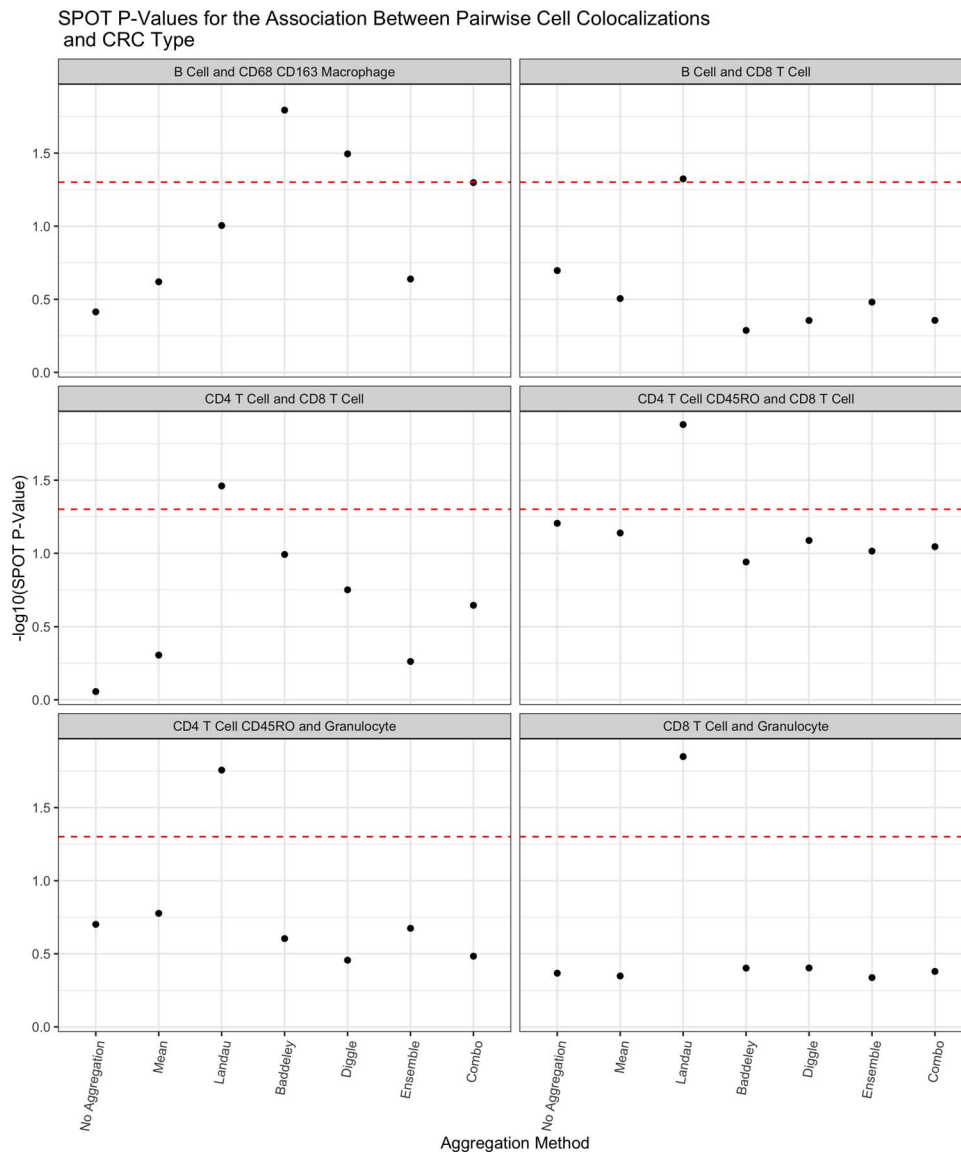 SPOT P-Values for the Association Between Pairwise Cell Colocalizations
and CRC Type
B Cell and CD68 CD163 Macrophage
B Cell and CD8 T Cell
1.5
1.0
0.5
0.0
CD4 T Cell and CD8 T Cell
CD4 T Cell CD45RO and CD8 T Cell
-log10(SPOT P-Value)
1.5
1.0
0.5
0.0
CD4 T Cell CD45RO and Granulocyte
CD8 T Cell and Granulocyte
1.5
1.0
0.5
0.0
No Aggregation
Mean
Landau
Baddeley
Diggle
Ensemble
Combo
No Aggregation
Mean
Landau
Baddeley
Diggle
Ensemble
Combo
Aggregation Method